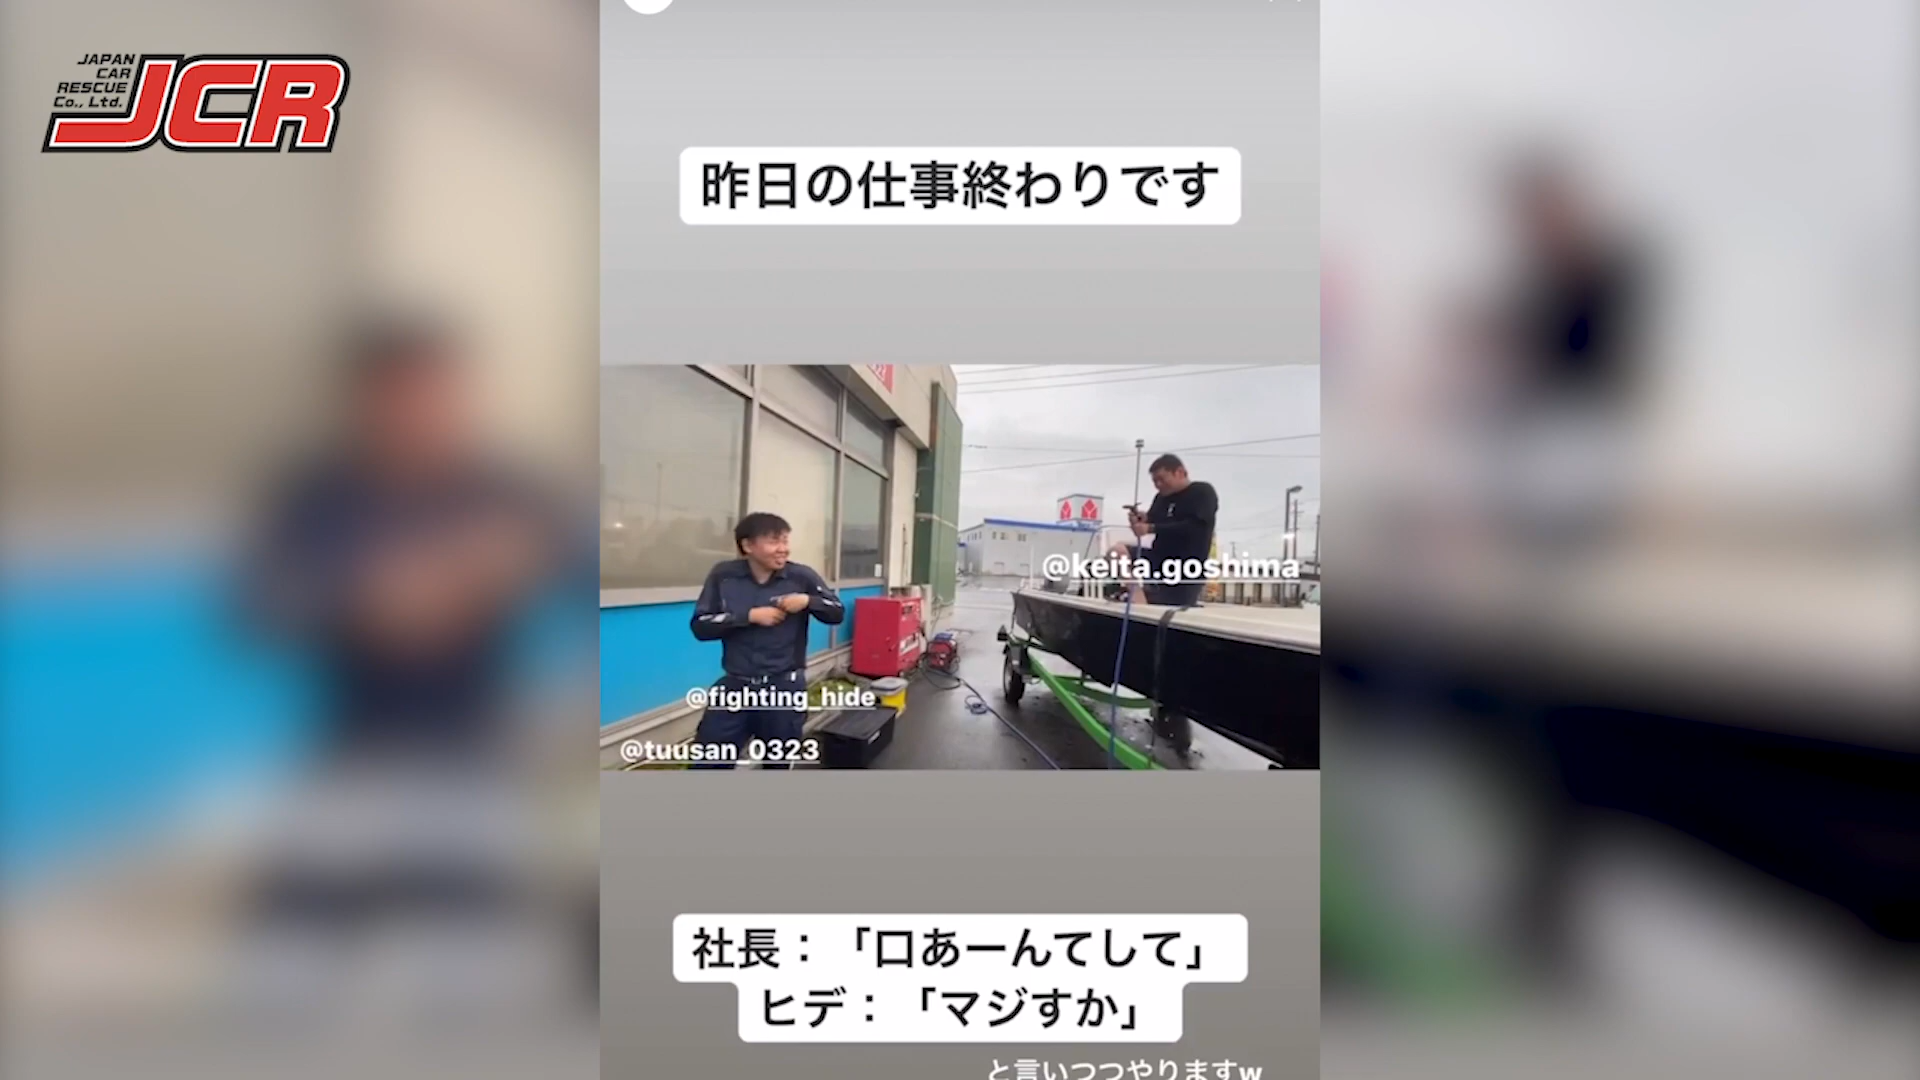 JAPAN
CAR
RESCUE
Co., Ltd.
JCR
昨日の仕事終わりです
@keita.goshima
@fighting_hide
@tuusan_0323
社長：「口あーんてして」
ヒデ：「マジすか」
と言いつつやりますw